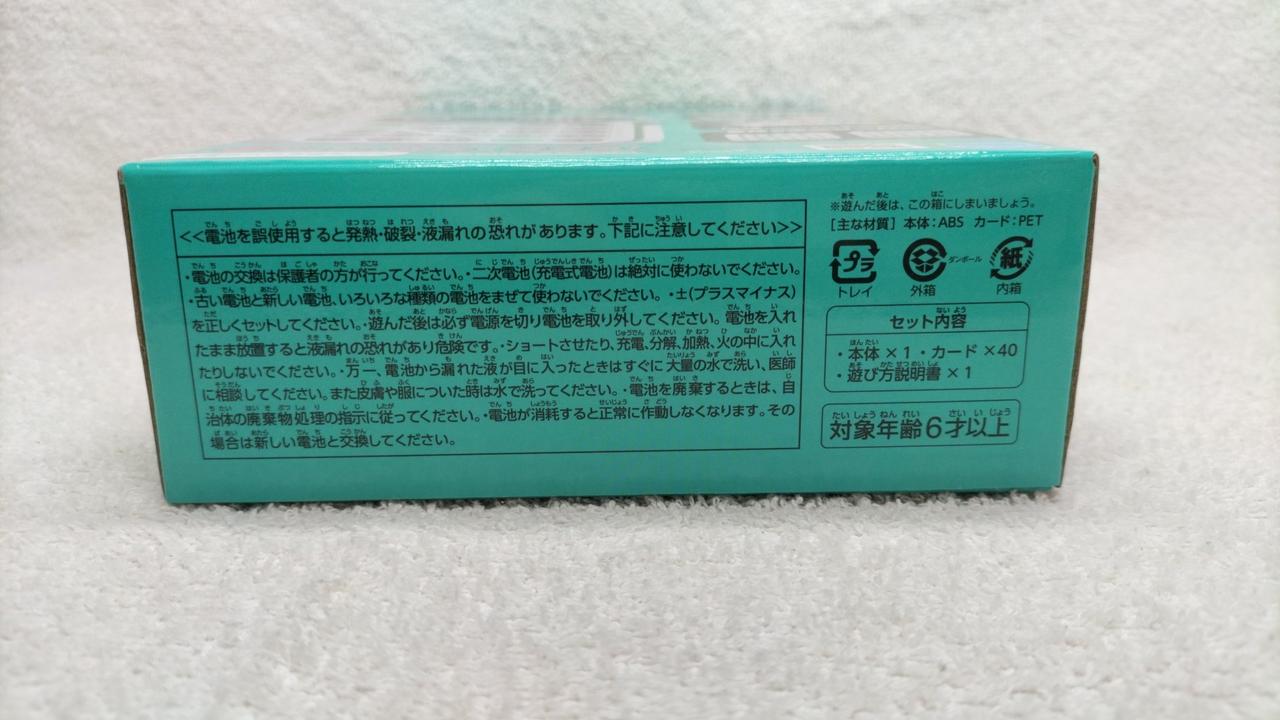 <<電池を誤使用すると発熱・破裂・液漏れの恐れがあります。下記に注意してください>>
・電池の交換は保護者の方が行ってください。・二次電池(充電式電池)は絶対に使わないでください。
・古い電池と新しい電池、いろいろな種類の電池をまぜて使わないでください。・±(プラスマイナス)
を正しくセットしてください。・遊んだ後は必ず電源を切り電池を取り外してください。電池を入れ
たまま放置すると液漏れの恐れがあり危険です。・ショートさせたり、充電、分解、加熱、火の中に入れ
たりしないでください。・万一、電池から漏れた液が目に入ったときはすぐに大量の水で洗い、医師
に相談してください。また皮膚や服についた時は水で洗ってください。・電池を廃棄するときは、自
治体の廃棄物処理の指示に従ってください。・電池が消耗すると正常に作動しなくなります。その
場合は新しい電池と交換してください。
※遊んだ後は、この箱にしまいましょう。
[主な材質] 本体:ABS カード:PET
プラ
トレイ
ダンボール
外箱
紙
内箱
セット内容
・本体×1 ・カード×40
・遊び方説明書×1
対象年齢6才以上